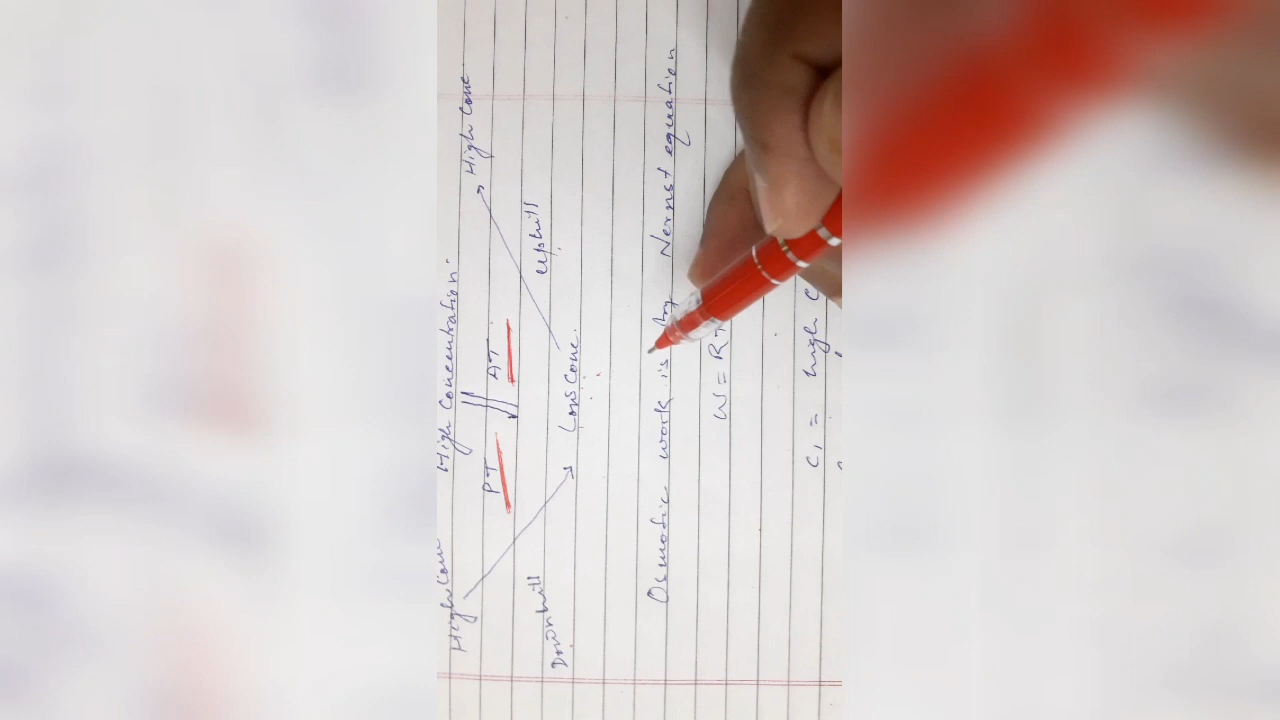 High Concentration
High Conc High Conc
PT AT
Downhill uphill
Low Conc.
Osmotic work is by Nernst equation
W = RT
C1 = high C